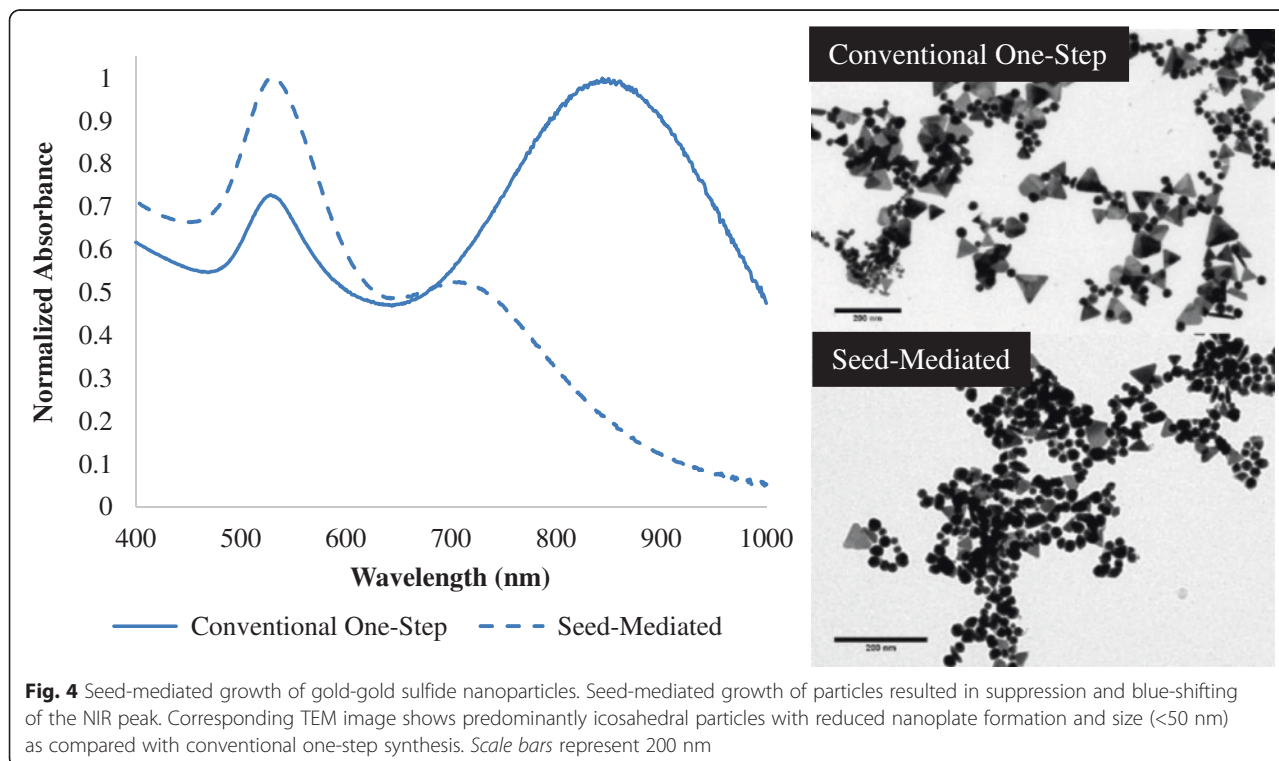 1
0.9
0.8
0.7
0.6
0.5
0.4
0.3
0.2
0.1
0
Normalized Absorbance
400 500 600 700 800 900 1000
Wavelength (nm)
Conventional One-Step Seed-Mediated
Conventional One-Step
200 nm
Seed-Mediated
200 nm
Fig. 4 Seed-mediated growth of gold-gold sulfide nanoparticles. Seed-mediated growth of particles resulted in suppression and blue-shifting
of the NIR peak. Corresponding TEM image shows predominantly icosahedral particles with reduced nanoplate formation and size (<50 nm)
as compared with conventional one-step synthesis. Scale bars represent 200 nm